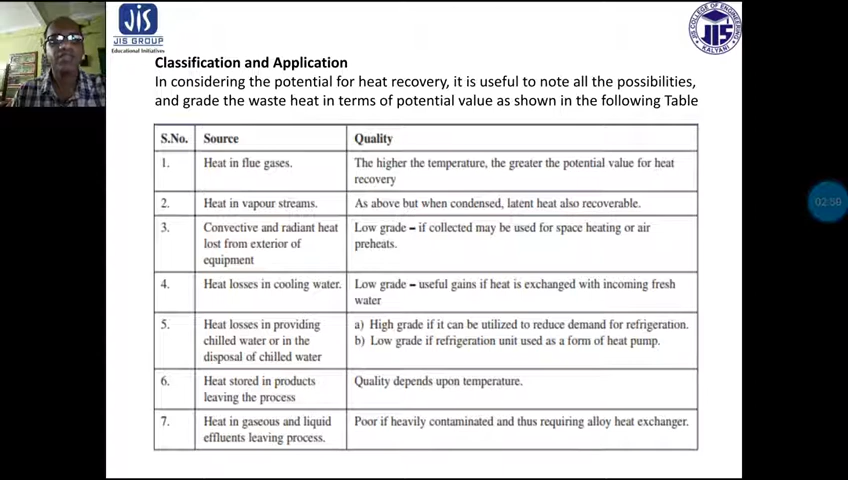 JIS
JIS GROUP
Educational Initiatives
JIS COLLEGE OF ENGINEERING
JIS
KALYANI
Classification and Application
In considering the potential for heat recovery, it is useful to note all the possibilities,
and grade the waste heat in terms of potential value as shown in the following Table
S.No. Source Quality
1. Heat in flue gases. The higher the temperature, the greater the potential value for heat
recovery
2. Heat in vapour streams. As above but when condensed, latent heat also recoverable.
3. Convective and radiant heat Low grade – if collected may be used for space heating or air
lost from exterior of preheats.
equipment
4. Heat losses in cooling water. Low grade – useful gains if heat is exchanged with incoming fresh
water
5. Heat losses in providing a) High grade if it can be utilized to reduce demand for refrigeration.
chilled water or in the b) Low grade if refrigeration unit used as a form of heat pump.
disposal of chilled water
6. Heat stored in products Quality depends upon temperature.
leaving the process
7. Heat in gaseous and liquid Poor if heavily contaminated and thus requiring alloy heat exchanger.
effluents leaving process.
02:50